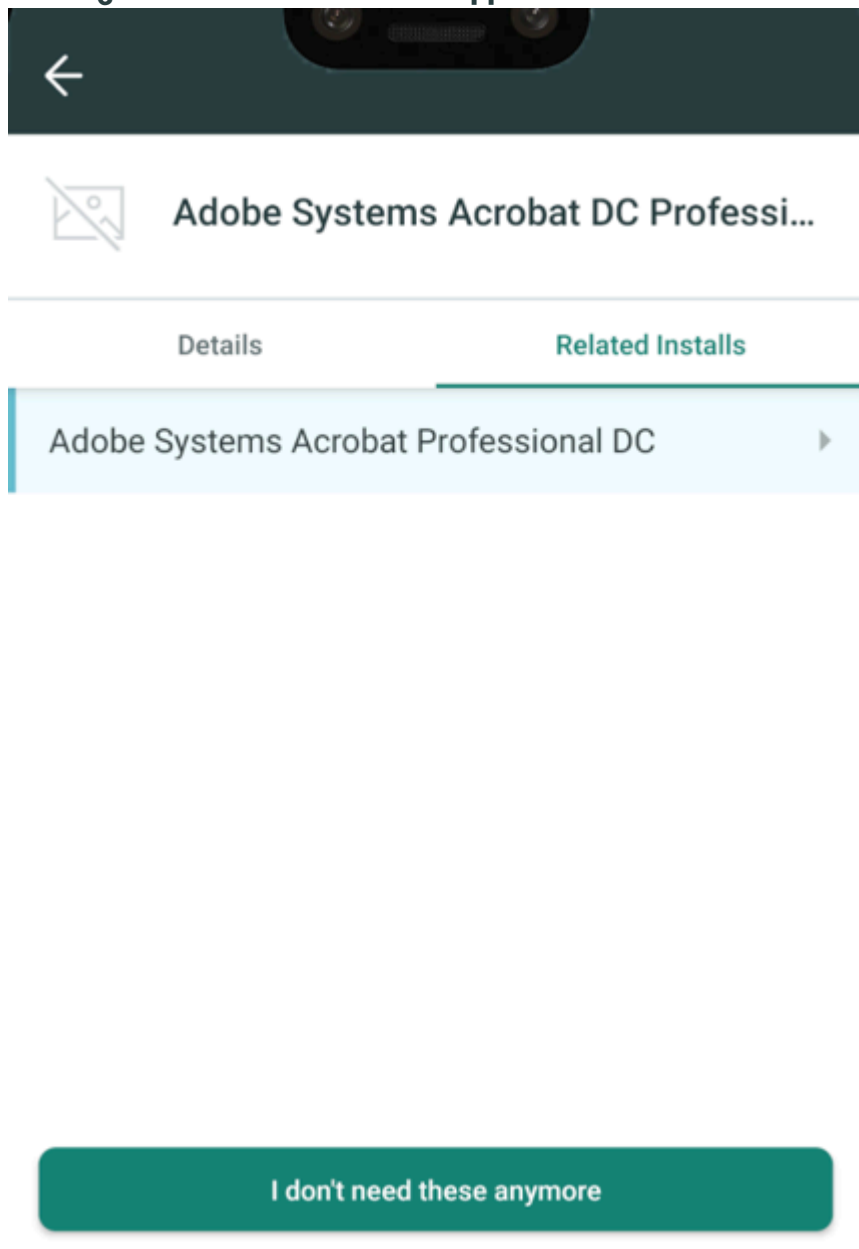 Adobe Systems Acrobat DC Professi...
Details
Related Installs
Adobe Systems Acrobat Professional DC
I don't need these anymore